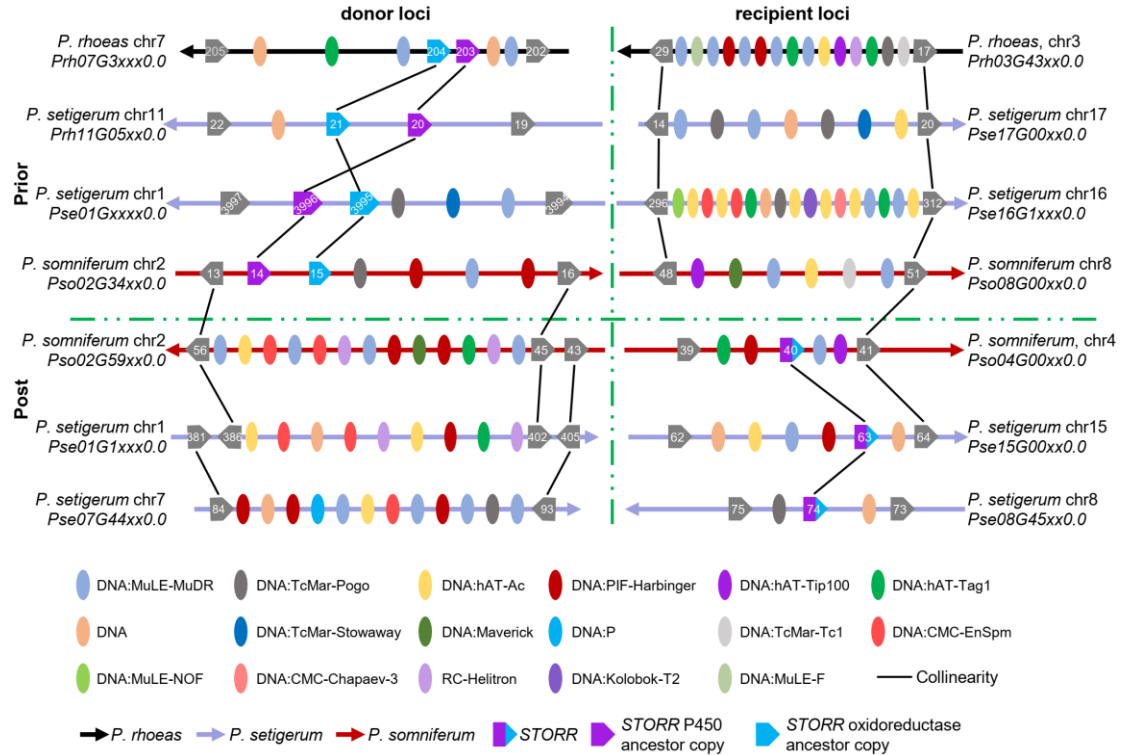 donor loci
recipient loci
P. rhoeas chr7
Prh07G3xxx0.0
205 204 203 202
29 17
P. rhoeas, chr3
Prh03G43xx0.0
P. setigerum chr11
Prh11G05xx0.0
22 21 20 19
14 20
P. setigerum chr17
Pse17G00xx0.0
Prior
P. setigerum chr1
Pse01Gxxxx0.0
3997 3996 3995 3994
296 312
P. setigerum chr16
Pse16G1xxx0.0
P. somniferum chr2
Pso02G34xx0.0
13 14 15 16
48 51
P. somniferum chr8
Pso08G00xx0.0
P. somniferum chr2
Pso02G59xx0.0
56 45 43
39 40 41
P. somniferum, chr4
Pso04G00xx0.0
Post
P. setigerum chr1
Pse01G1xxx0.0
381 386 402 405
62 63 64
P. setigerum chr15
Pse15G00xx0.0
P. setigerum chr7
Pse07G44xx0.0
84 93
75 74 73
P. setigerum chr8
Pse08G45xx0.0
DNA:MuLE-MuDR DNA:TcMar-Pogo DNA:hAT-Ac DNA:PIF-Harbinger DNA:hAT-Tip100 DNA:hAT-Tag1
DNA DNA:TcMar-Stowaway DNA:Maverick DNA:P DNA:TcMar-Tc1 DNA:CMC-EnSpm
DNA:MuLE-NOF DNA:CMC-Chapaev-3 RC-Helitron DNA:Kolobok-T2 DNA:MuLE-F Collinearity
P. rhoeas P. setigerum P. somniferum STORR
STORR P450
ancestor copy
STORR oxidoreductase
ancestor copy